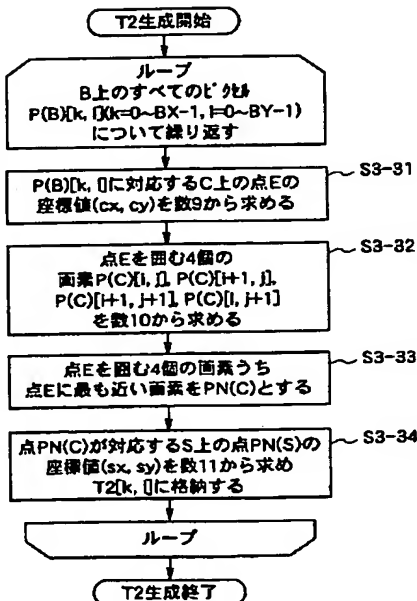 T2生成開始
ループ
B上のすべてのピクセル
P(B)[k, l](k=0~BX-1, l=0~BY-1)
について繰り返す
S3-31
P(B)[k, l]に対応するC上の点Eの
座標値(cx, cy)を数9から求める
S3-32
点Eを囲む4個の
画素P(C)[i, j], P(C)[i+1, j],
P(C)[i+1, j+1], P(C)[i, j+1]
を数10から求める
S3-33
点Eを囲む4個の画素うち
点Eに最も近い画素をPN(C)とする
S3-34
点PN(C)が対応するS上の点PN(S)の
座標値(sx, sy)を数11から求め
T2[k, l]に格納する
ループ
T2生成終了